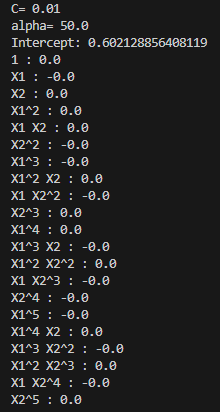 C= 0.01
alpha= 50.0
Intercept: 0.602128856408119
1 : 0.0
X1 : -0.0
X2 : 0.0
X1^2 : 0.0
X1 X2 : -0.0
X2^2 : -0.0
X1^3 : -0.0
X1^2 X2 : 0.0
X1 X2^2 : -0.0
X2^3 : 0.0
X1^4 : 0.0
X1^3 X2 : -0.0
X1^2 X2^2 : 0.0
X1 X2^3 : -0.0
X2^4 : -0.0
X1^5 : -0.0
X1^4 X2 : 0.0
X1^3 X2^2 : -0.0
X1^2 X2^3 : 0.0
X1 X2^4 : -0.0
X2^5 : 0.0